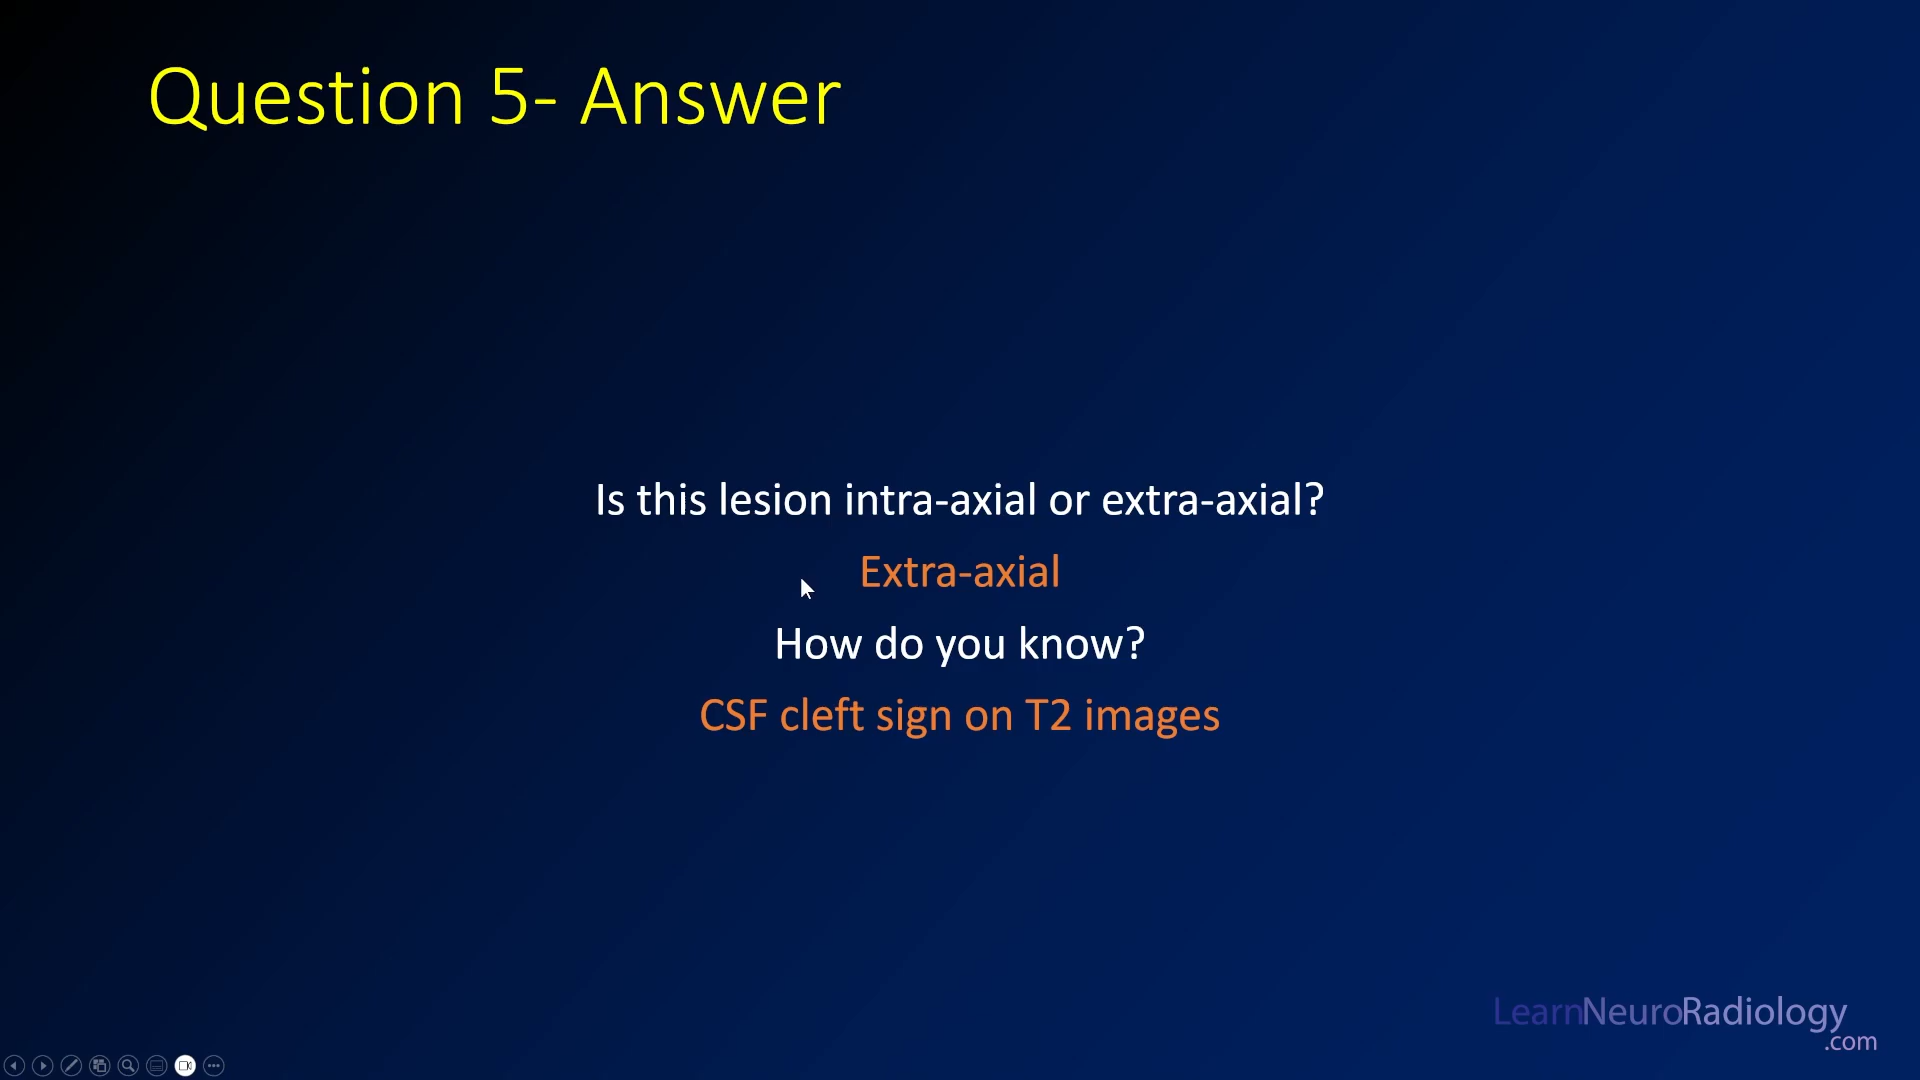 Question 5- Answer
Is this lesion intra-axial or extra-axial?
Extra-axial
How do you know?
CSF cleft sign on T2 images
LearnNeuroRadiology
.com